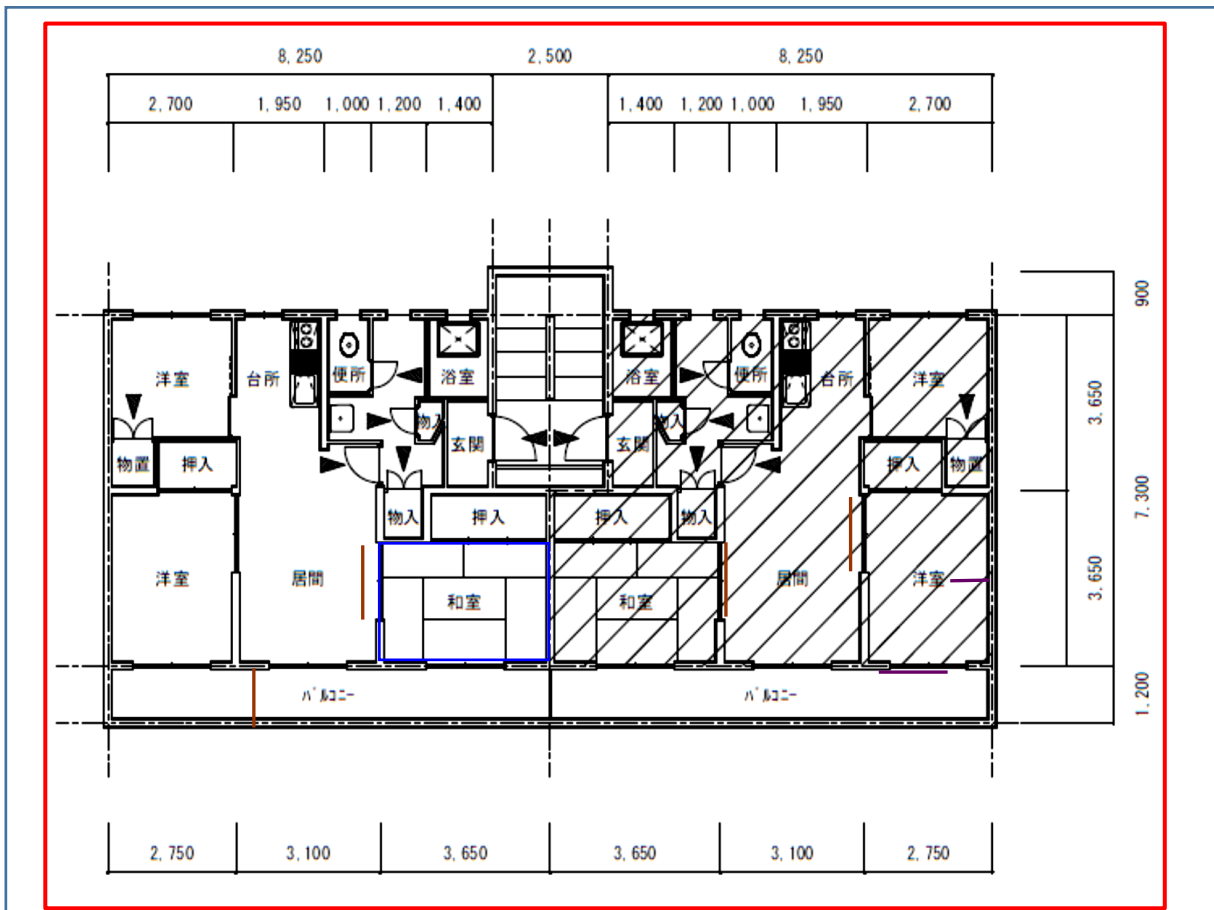 8,250 2,500 8,250
2,700 1,950 1,000 1,200 1,400 1,400 1,200 1,000 1,950 2,700
900
洋室 台所 便所 浴室 浴室 便所 台所 洋室
3,650
物入 物入
玄関 玄関
物置 押入 押入 物置
7,300
物入 押入 押入 物入
洋室 居間 和室 和室 居間 洋室
3,650
バルコニー バルコニー
1,200
2,750 3,100 3,650 3,650 3,100 2,750